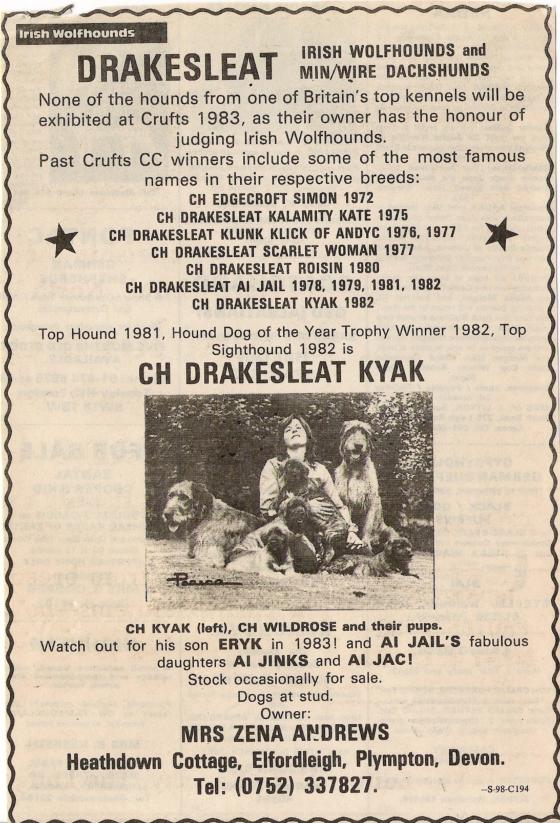 Irish Wolfhounds
DRAKESLEAT IRISH WOLFHOUNDS and
MIN/WIRE DACHSHUNDS
None of the hounds from one of Britain's top kennels will be
exhibited at Crufts 1983, as their owner has the honour of
judging Irish Wolfhounds.
Past Crufts CC winners include some of the most famous
names in their respective breeds:
CH EDGECROFT SIMON 1972
CH DRAKESLEAT KALAMITY KATE 1975
CH DRAKESLEAT KLUNK KLICK OF ANDYC 1976, 1977
CH DRAKESLEAT SCARLET WOMAN 1977
CH DRAKESLEAT ROISIN 1980
CH DRAKESLEAT AI JAIL 1978, 1979, 1981, 1982
CH DRAKESLEAT KYAK 1982
Top Hound 1981, Hound Dog of the Year Trophy Winner 1982, Top
Sighthound 1982 is
CH DRAKESLEAT KYAK
Pearce
CH KYAK (left), CH WILDROSE and their pups.
Watch out for his son ERYK in 1983! and AI JAIL'S fabulous
daughters AI JINKS and AI JAC!
Stock occasionally for sale.
Dogs at stud.
Owner:
MRS ZENA ANDREWS
Heathdown Cottage, Elfordleigh, Plympton, Devon.
Tel: (0752) 337827.
–S-98-C194